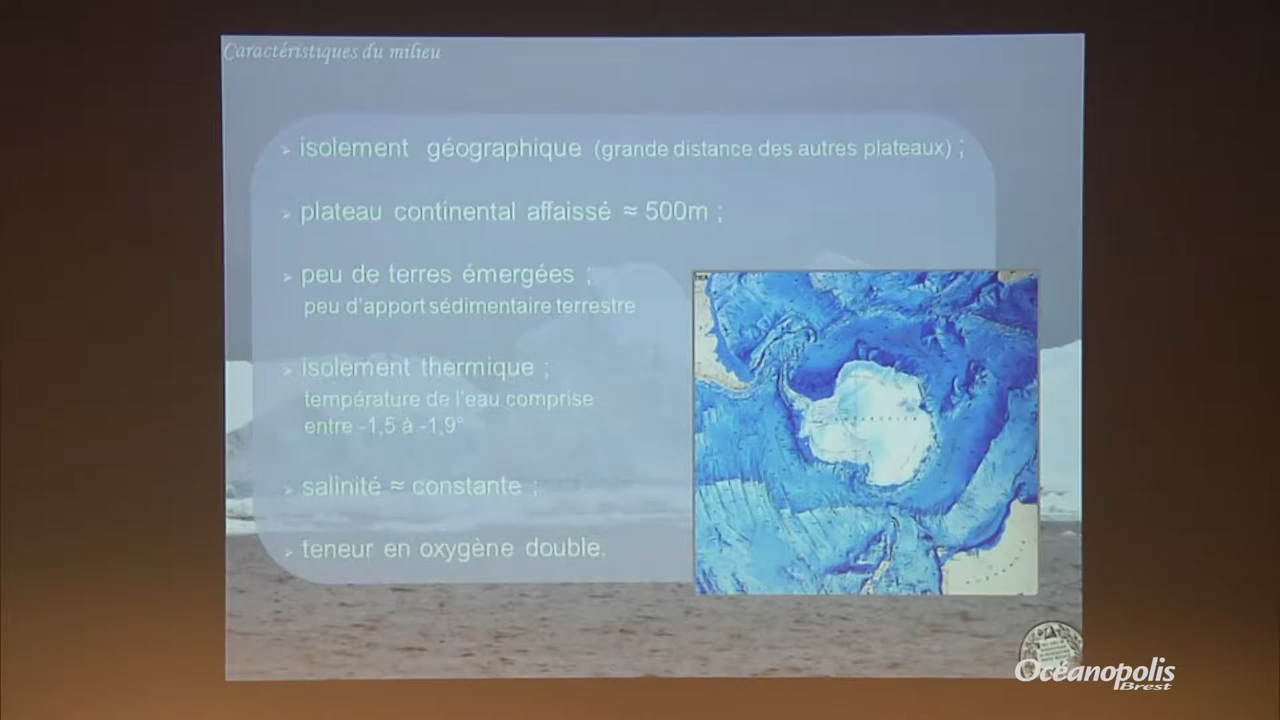 Caractéristiques du milieu
➢ isolement géographique (grande distance des autres plateaux) ;
➢ plateau continental affaissé ≈ 500m ;
➢ peu de terres émergées ;
peu d'apport sédimentaire terrestre
➢ isolement thermique ;
température de l'eau comprise
entre -1,5 à -1,9°
➢ salinité ≈ constante ;
➢ teneur en oxygène double.
Océanopolis
Brest